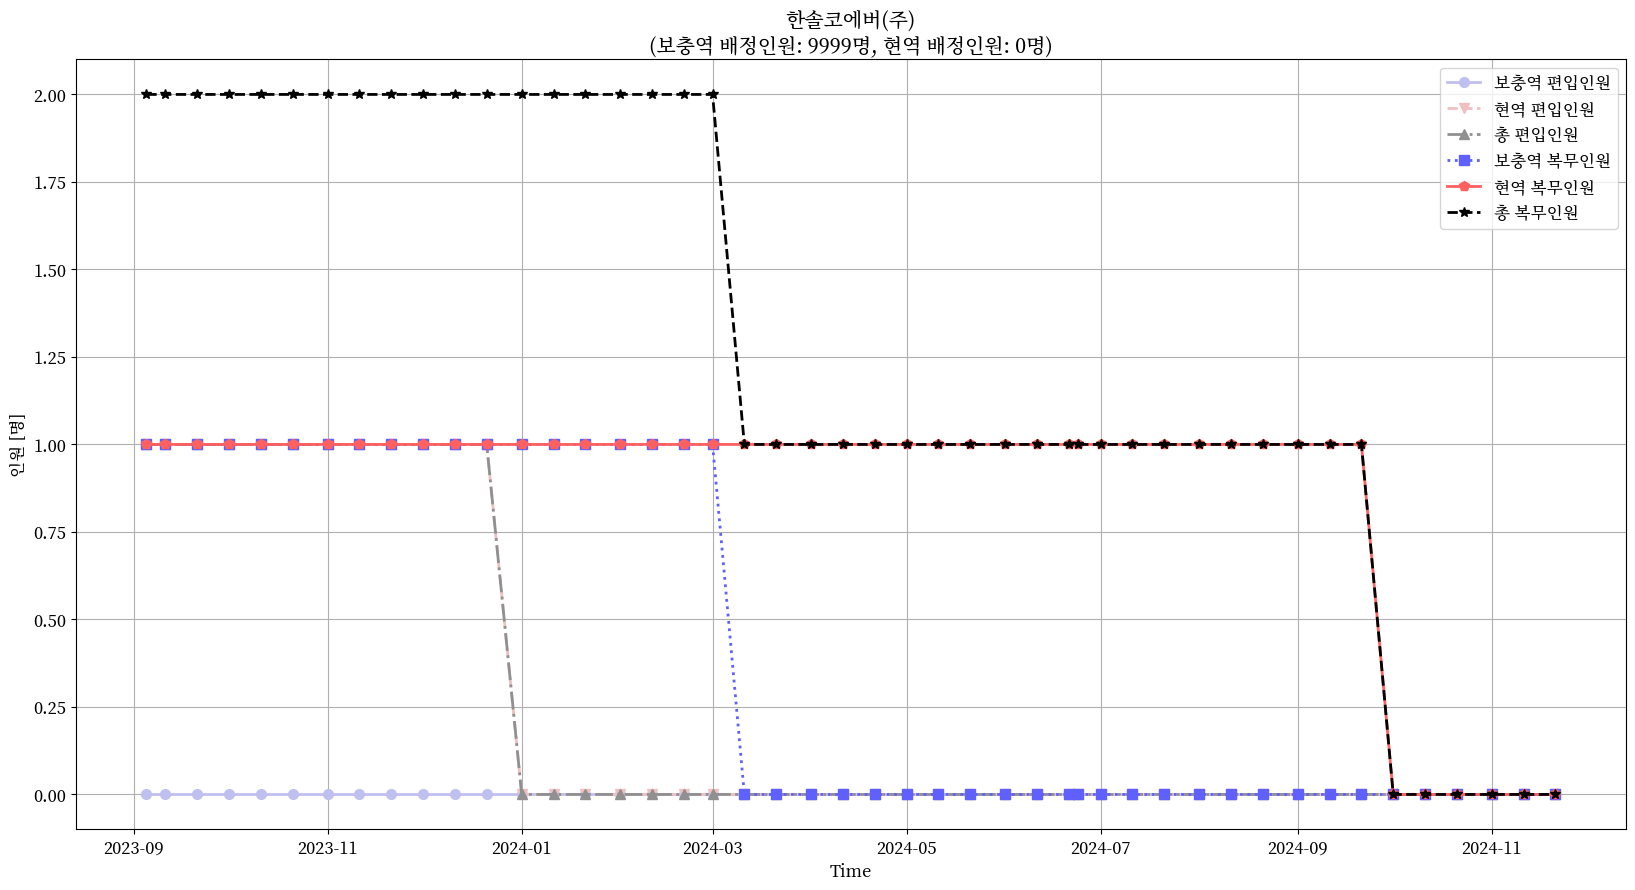 한솔코에버(주)
(보충역 배정인원: 9999명, 현역 배정인원: 0명)
보충역 편입인원
현역 편입인원
총 편입인원
보충역 복무인원
현역 복무인원
총 복무인원
인원 [명]
2.00
1.75
1.50
1.25
1.00
0.75
0.50
0.25
0.00
2023-09
2023-11
2024-01
2024-03
2024-05
2024-07
2024-09
2024-11
Time